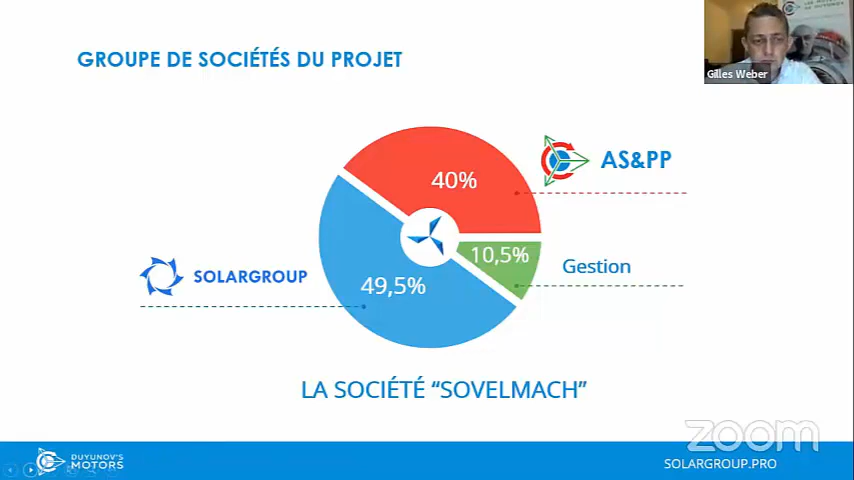 GROUPE DE SOCIÉTÉS DU PROJET
Gilles Weber
40%
AS&PP
10,5%
Gestion
SOLARGROUP
49,5%
LA SOCIÉTÉ “SOVELMACH”
zoom
DUYUNOV'S
MOTORS
SOLARGROUP.PRO